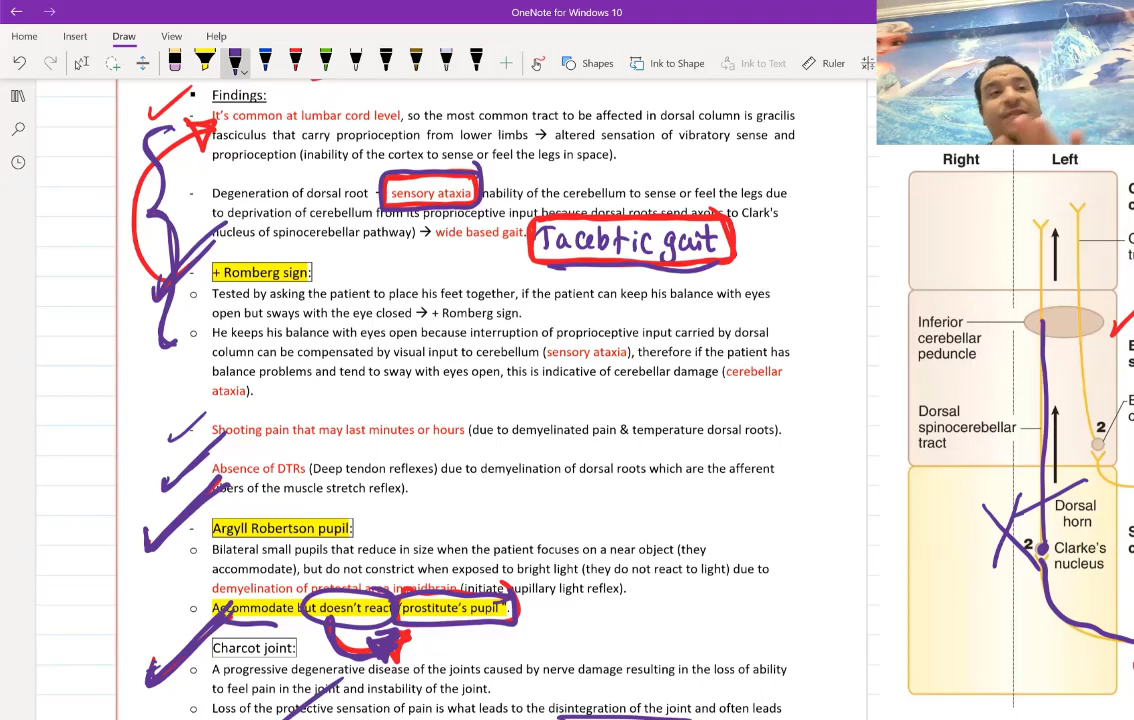 OneNote for Windows 10
Home Insert Draw View Help
Shapes Ink to Shape Ink to Text Ruler
Findings:
It's common at lumbar cord level, so the most common tract to be affected in dorsal column is gracilis
fasciculus that carry proprioception from lower limbs → altered sensation of vibratory sense and
proprioception (inability of the cortex to sense or feel the legs in space).
Degeneration of dorsal root sensory ataxia inability of the cerebellum to sense or feel the legs due
to deprivation of cerebellum from its proprioceptive input because dorsal roots send axons to Clark's
nucleus of spinocerebellar pathway) → wide based gait.
Tacebtic gait
+ Romberg sign:
Tested by asking the patient to place his feet together, if the patient can keep his balance with eyes
open but sways with the eye closed → + Romberg sign.
He keeps his balance with eyes open because interruption of proprioceptive input carried by dorsal
column can be compensated by visual input to cerebellum (sensory ataxia), therefore if the patient has
balance problems and tend to sway with eyes open, this is indicative of cerebellar damage (cerebellar
ataxia).
Shooting pain that may last minutes or hours (due to demyelinated pain & temperature dorsal roots).
Absence of DTRs (Deep tendon reflexes) due to demyelination of dorsal roots which are the afferent
fibers of the muscle stretch reflex).
Argyll Robertson pupil:
Bilateral small pupils that reduce in size when the patient focuses on a near object (they
accommodate), but do not constrict when exposed to bright light (they do not react to light) due to
demyelination of pretectal area in midbrain (initiate pupillary light reflex).
Accommodate but doesn't react "prostitute's pupil".
Charcot joint:
A progressive degenerative disease of the joints caused by nerve damage resulting in the loss of ability
to feel pain in the joint and instability of the joint.
Loss of the protective sensation of pain is what leads to the disintegration of the joint and often leads
Right Left
Inferior
cerebellar
peduncle
Dorsal
spinocerebellar
tract
2
Dorsal
horn
2 Clarke's
nucleus